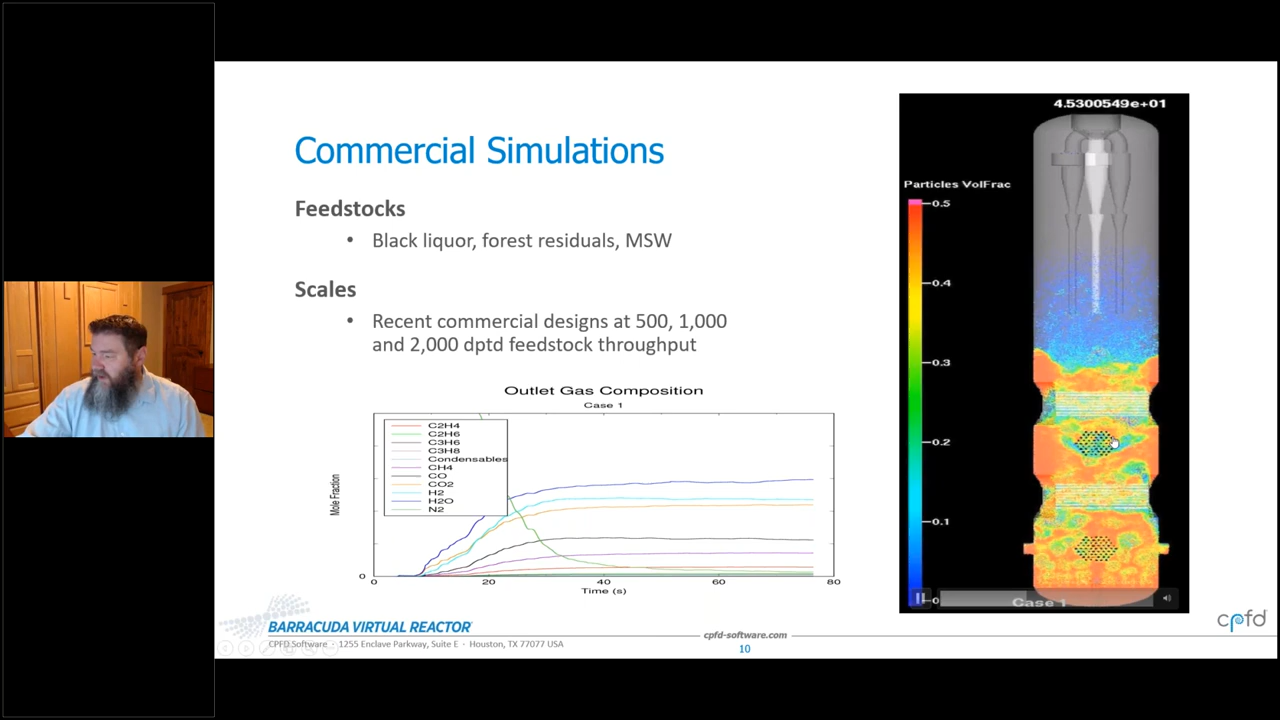 Commercial Simulations
Feedstocks
• Black liquor, forest residuals, MSW
Scales
• Recent commercial designs at 500, 1,000
and 2,000 dptd feedstock throughput
Outlet Gas Composition
Case 1
C2H4
C2H6
C3H6
C3H8
Condensables
CH4
CO
CO2
H2
H2O
N2
Mole Fraction
0
0 20 40 60 80
Time (s)
4.5300549e+01
Particles VolFrac
0.5
0.4
0.3
0.2
0.1
0
Case 1
BARRACUDA VIRTUAL REACTOR
CPFD Software · 1255 Enclave Parkway, Suite E · Houston, TX 77077 USA
cpfd-software.com
10
cpfd